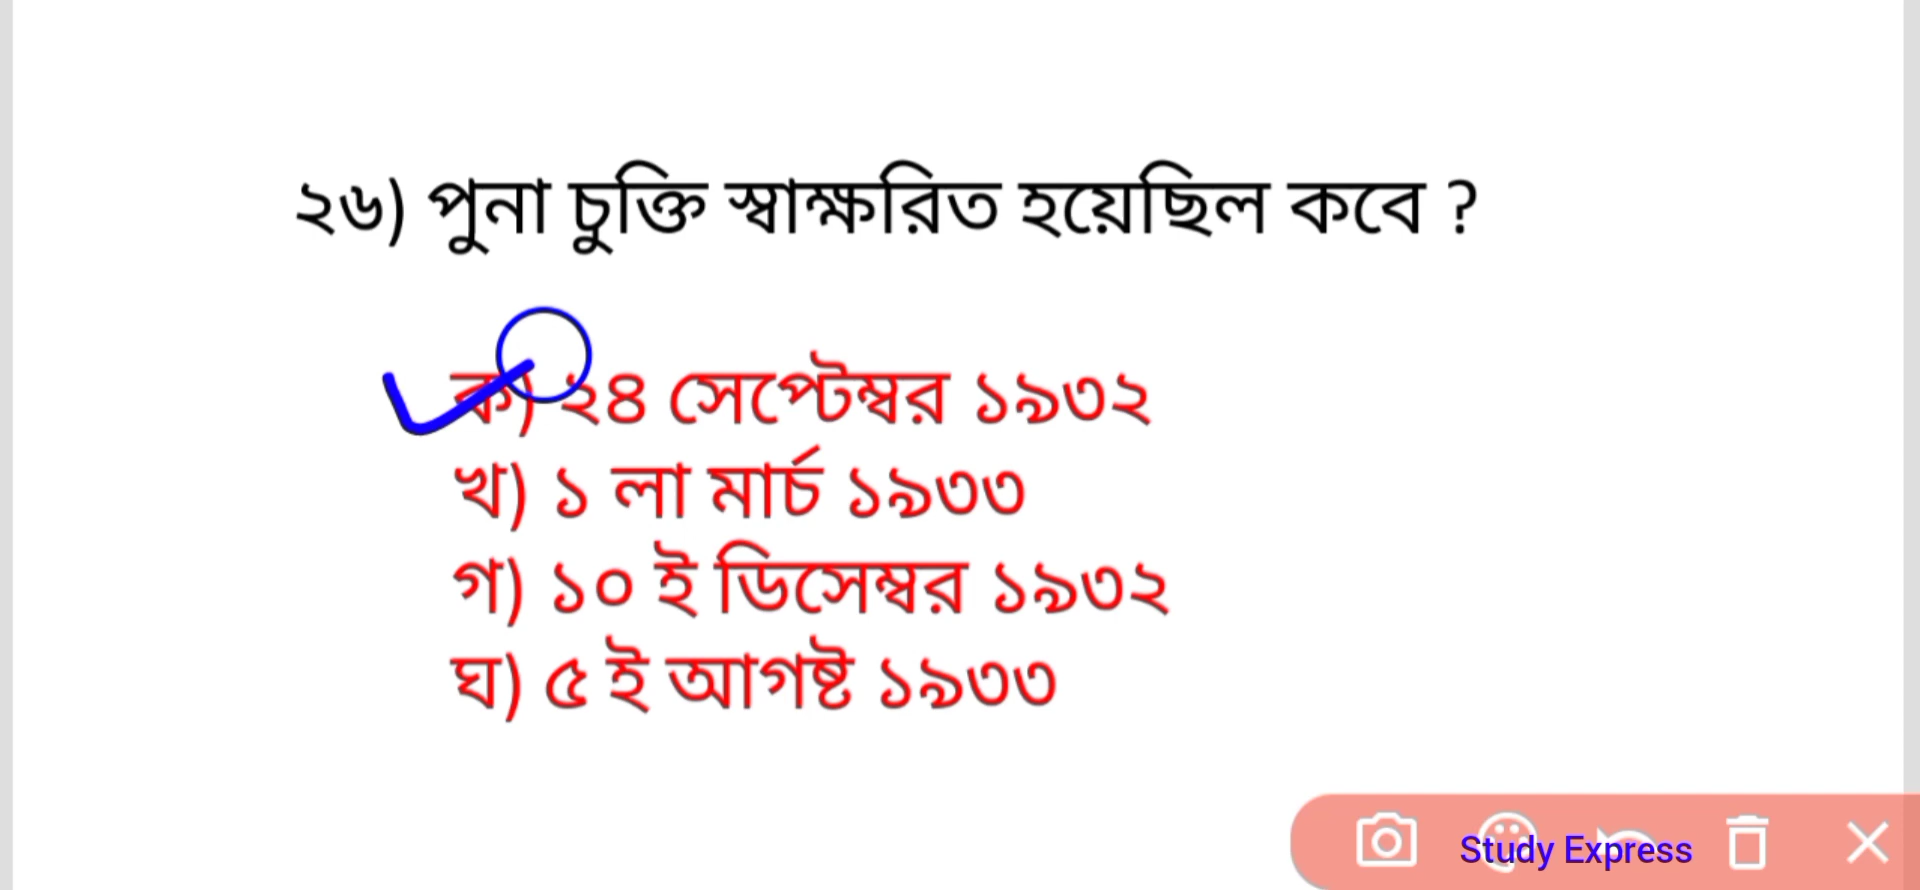 ২৬) পুনা চুক্তি স্বাক্ষরিত হয়েছিল কবে ?
ক) ২৪ সেপ্টেম্বর ১৯৩২
খ) ১ লা মার্চ ১৯৩৩
গ) ১০ ই ডিসেম্বর ১৯৩২
ঘ) ৫ ই আগষ্ট ১৯৩৩
Study Express